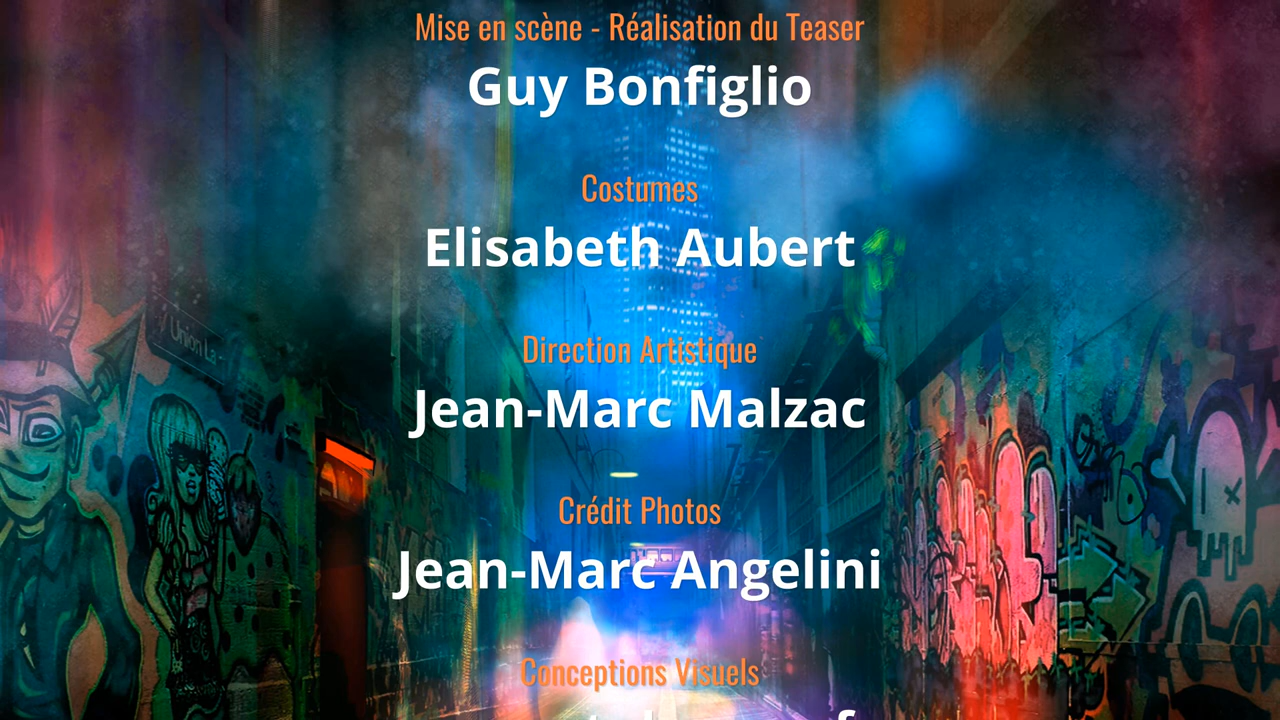 Mise en scène - Réalisation du Teaser
Guy Bonfiglio
Costumes
Elisabeth Aubert
Direction Artistique
Jean-Marc Malzac
Crédit Photos
Jean-Marc Angelini
Conceptions Visuels